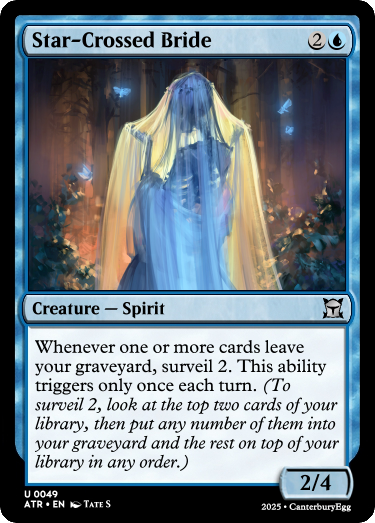 Star-Crossed Bride 2
Creature — Spirit
Whenever one or more cards leave
your graveyard, surveil 2. This ability
triggers only once each turn. (To
surveil 2, look at the top two cards of your
library, then put any number of them into
your graveyard and the rest on top of your
library in any order.)
2/4
U 0049
ATR • EN Tate S
2025 • CanterburyEgg